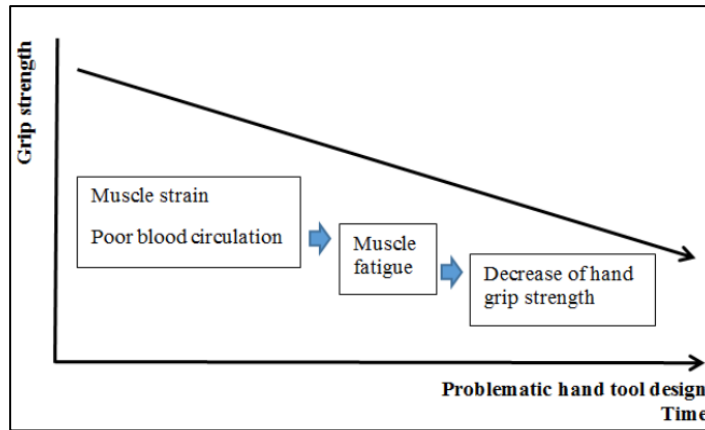 Grip strength
Muscle strain
Poor blood circulation
Muscle
fatigue
Decrease of hand
grip strength
Problematic hand tool design
Time